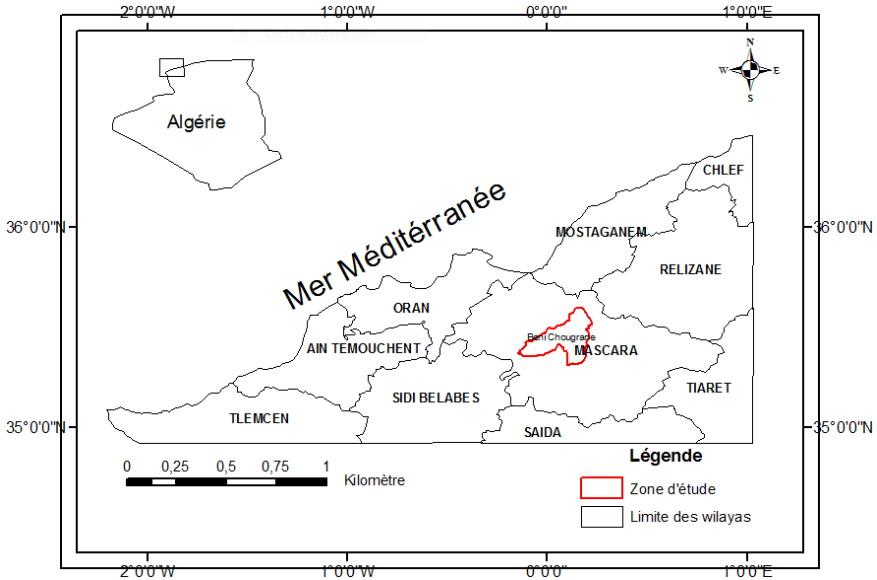 2°0'0"W 1°0'0"W 0°0'0" 1°0'0"E
N
W E
S
Algérie
CHLEF
Mer Méditérranée
36°0'0"N 36°0'0"N
MOSTAGANEM
RELIZANE
ORAN
Beni Chougrane
AIN TEMOUCHENT
MASCARA
TIARET
SIDI BELABES
TLEMCEN
35°0'0"N 35°0'0"N
SAIDA
Légende
0 0,25 0,5 0,75 1
Kilomètre
Zone d'étude
Limite des wilayas
2°0'0"W 1°0'0"W 0°0'0" 1°0'0"E